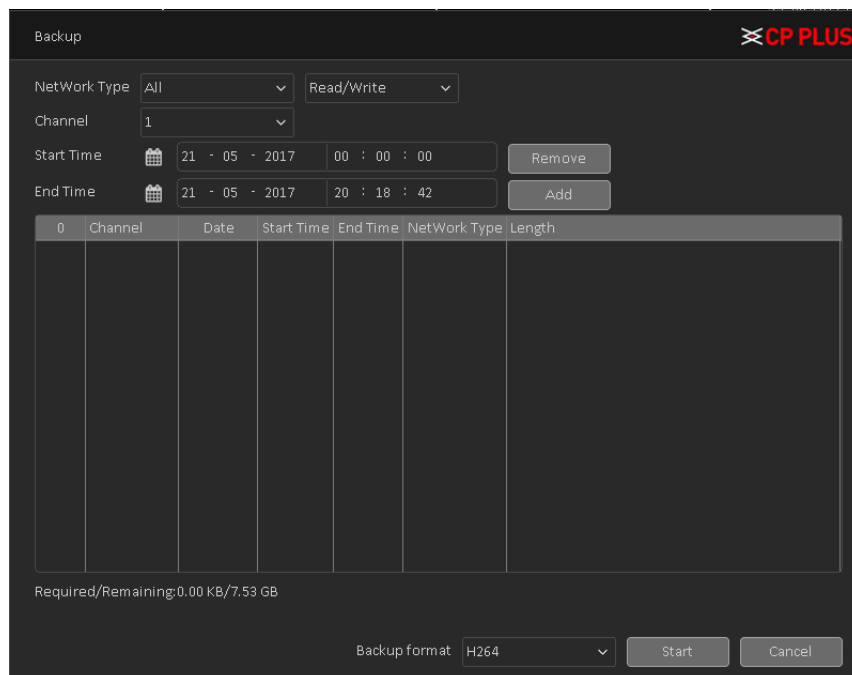 Backup
CP PLUS
NetWork Type All Read/Write
Channel 1
Start Time 21 - 05 - 2017 00 : 00 : 00 Remove
End Time 21 - 05 - 2017 20 : 18 : 42 Add
0 Channel Date Start Time End Time NetWork Type Length
Required/Remaining:0.00 KB/7.53 GB
Backup format H264 Start Cancel